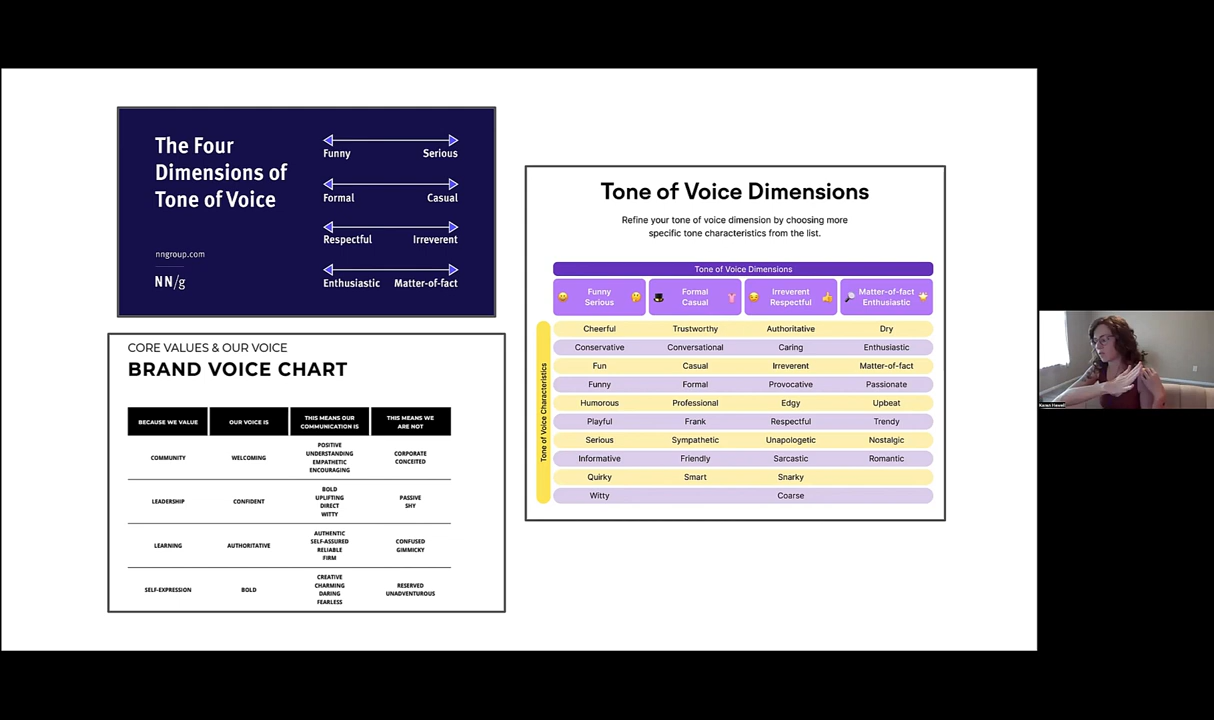 The Four
Dimensions of
Tone of Voice
nngroup.com
NN/g
Funny Serious
Formal Casual
Respectful Irreverent
Enthusiastic Matter-of-fact
CORE VALUES & OUR VOICE
BRAND VOICE CHART
BECAUSE WE VALUE
OUR VOICE IS
THIS MEANS OUR
COMMUNICATION IS
THIS MEANS WE
ARE NOT
COMMUNITY
WELCOMING
POSITIVE
UNDERSTANDING
EMPATHETIC
ENCOURAGING
CORPORATE
CONCEITED
LEADERSHIP
CONFIDENT
BOLD
UPLIFTING
DIRECT
WITTY
PASSIVE
SHY
LEARNING
AUTHORITATIVE
AUTHENTIC
SELF-ASSURED
RELIABLE
FIRM
CONFUSED
GIMMICKY
SELF-EXPRESSION
BOLD
CREATIVE
CHARMING
DARING
FEARLESS
RESERVED
UNADVENTUROUS
Tone of Voice Dimensions
Refine your tone of voice dimension by choosing more
specific tone characteristics from the list.
Tone of Voice Dimensions
Funny
Serious
Formal
Casual
Irreverent
Respectful
Matter-of-fact
Enthusiastic
Tone of Voice Characteristics
Cheerful Trustworthy Authoritative Dry
Conservative Conversational Caring Enthusiastic
Fun Casual Irreverent Matter-of-fact
Funny Formal Provocative Passionate
Humorous Professional Edgy Upbeat
Playful Frank Respectful Trendy
Serious Sympathetic Unapologetic Nostalgic
Informative Friendly Sarcastic Romantic
Quirky Smart Snarky
Witty Coarse